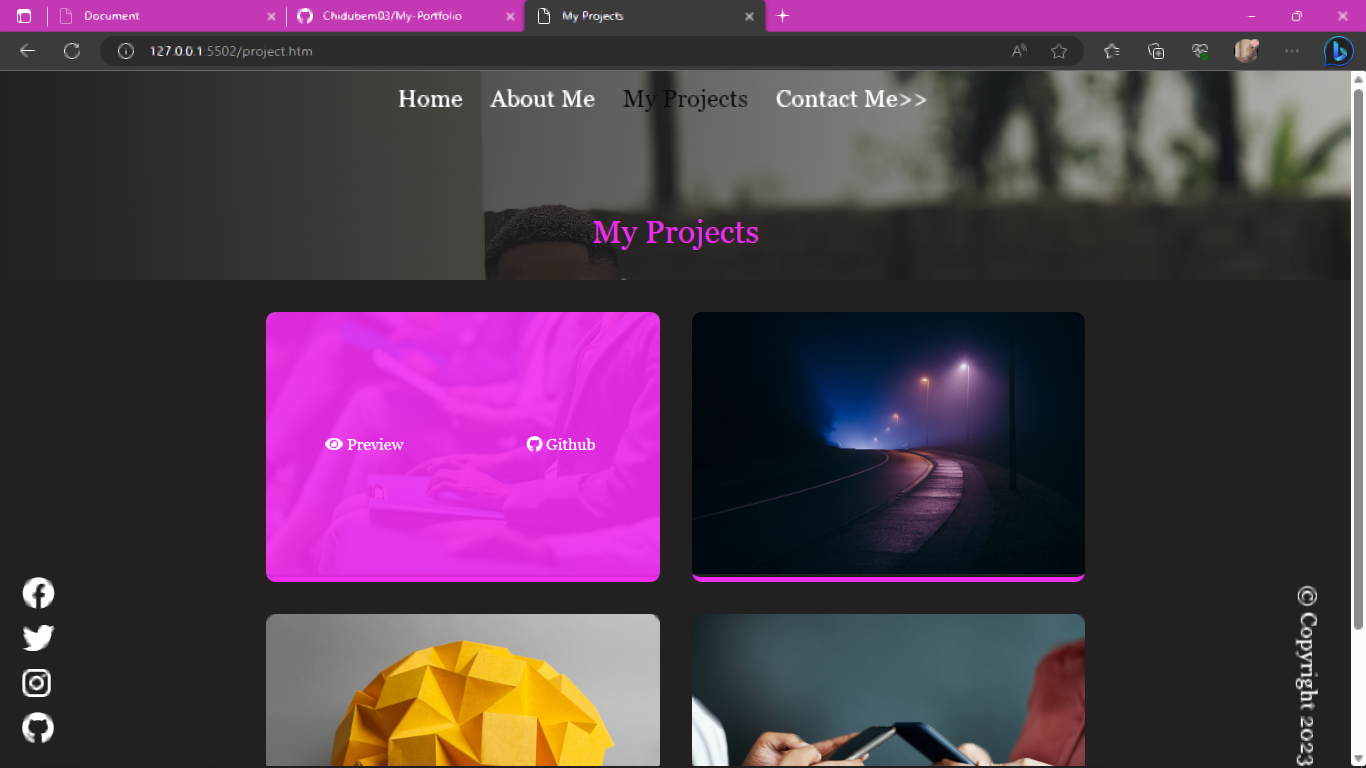 Document
Chidubem03/My-Portfolio
My Projects
127.0.0.1:5502/project.htm
Home
About Me
My Projects
Contact Me>>
My Projects
Preview
Github
© Copyright 2023